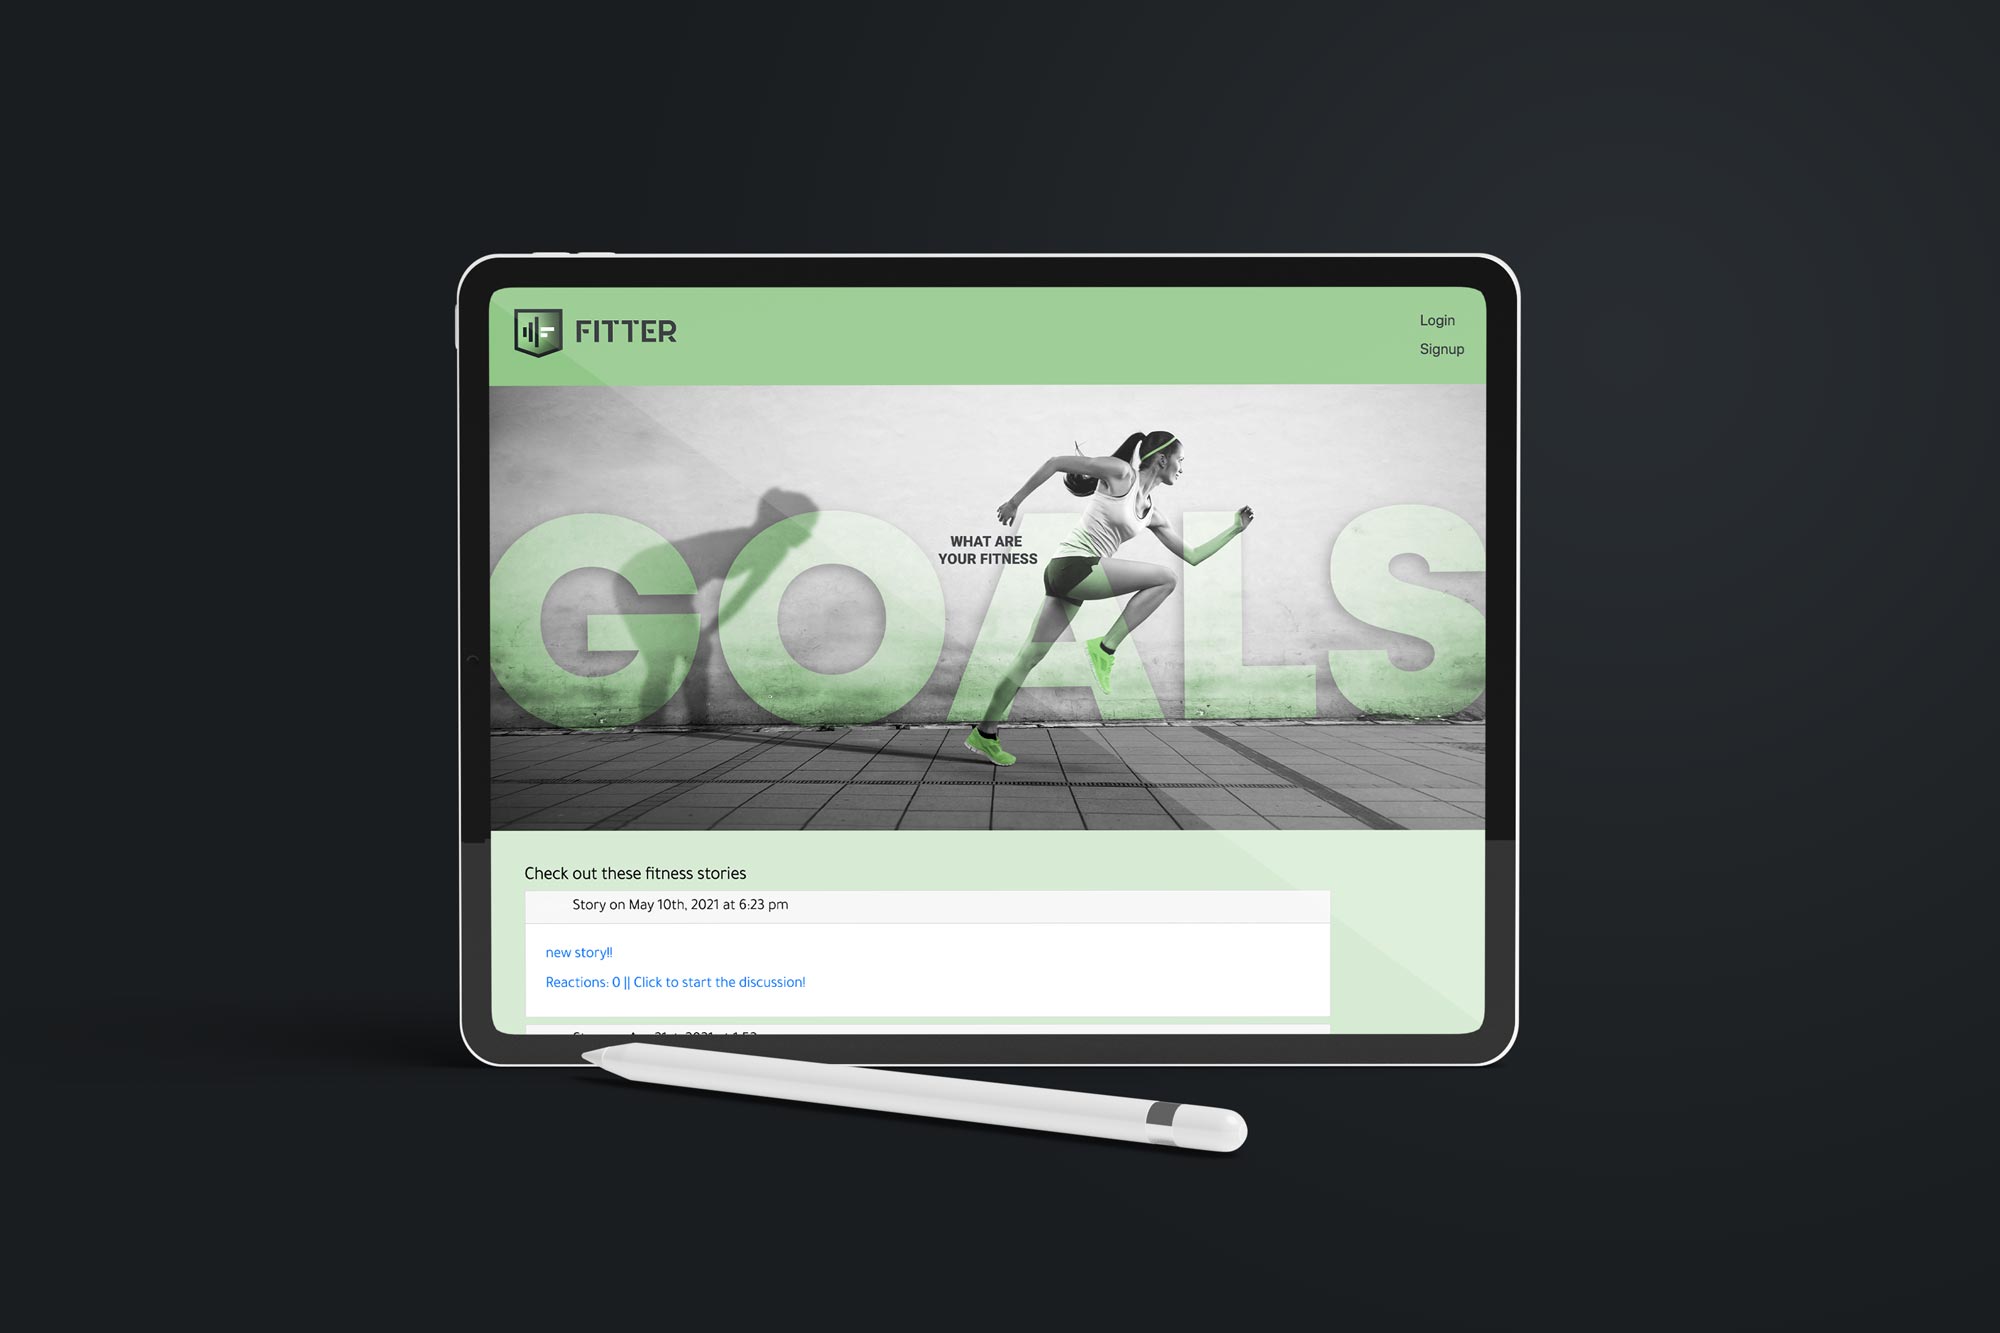 FITTER
Login
Signup
WHAT ARE
YOUR FITNESS
GOALS
Check out these fitness stories
Story on May 10th, 2021 at 6:23 pm
new story!!
Reactions: 0 || Click to start the discussion!